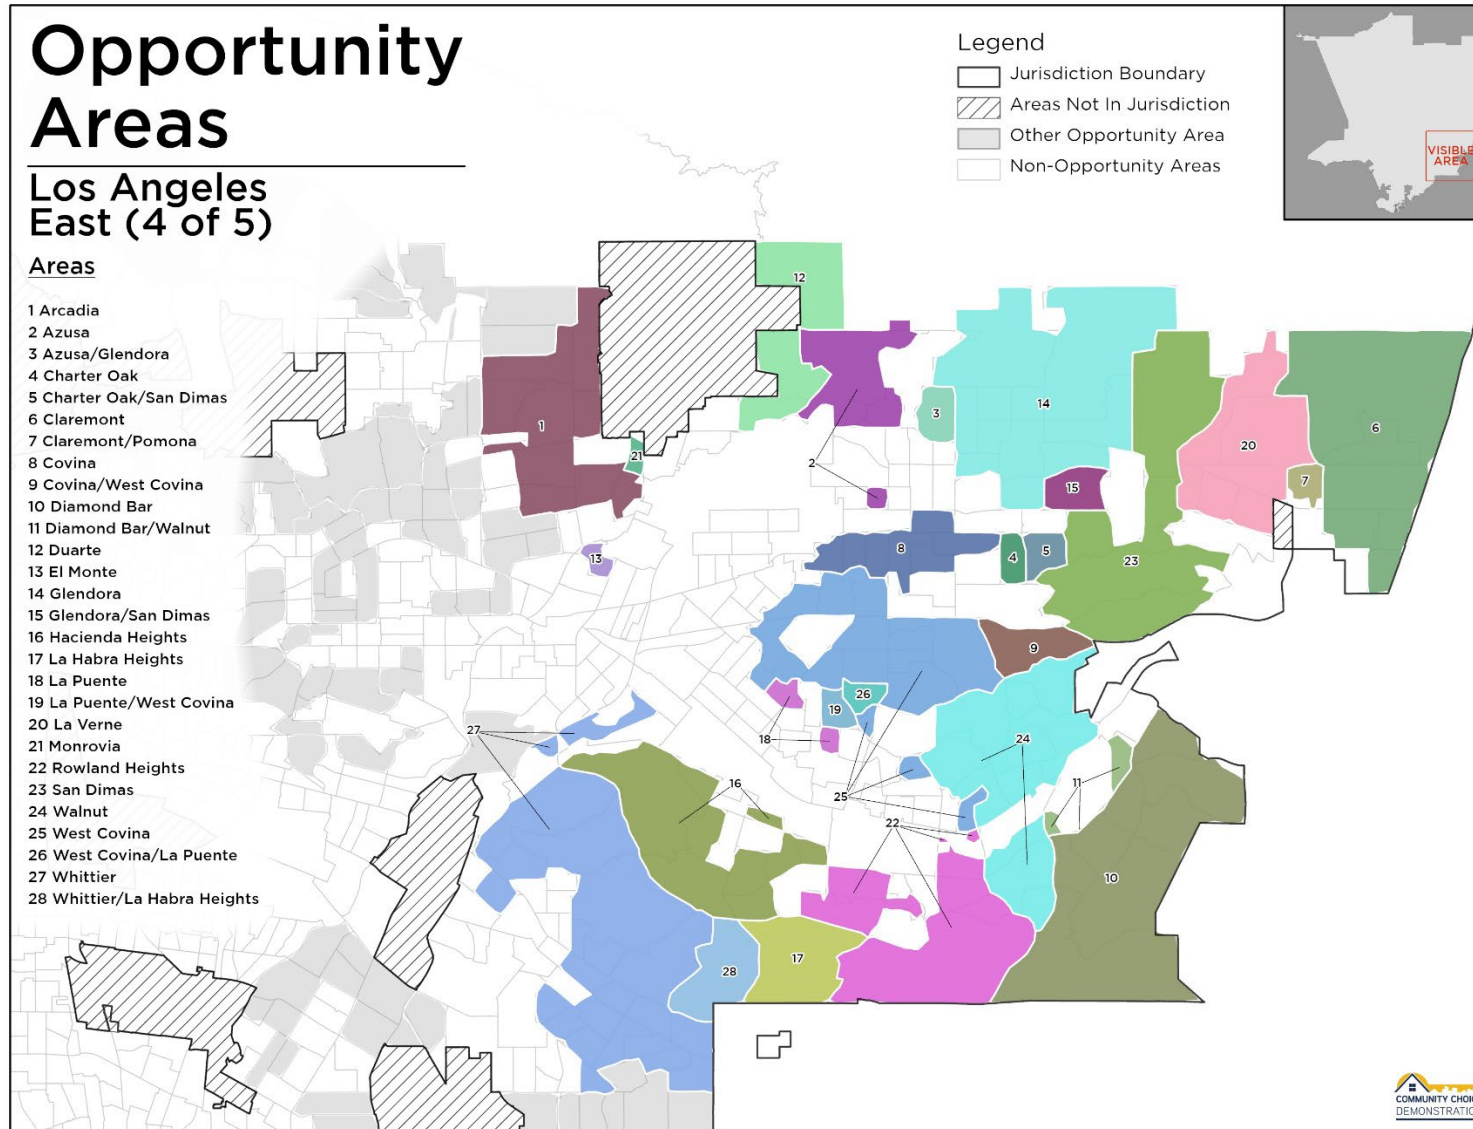 Opportunity
Areas
Los Angeles
East (4 of 5)
Areas
1 Arcadia
2 Azusa
3 Azusa/Glendora
4 Charter Oak
5 Charter Oak/San Dimas
6 Claremont
7 Claremont/Pomona
8 Covina
9 Covina/West Covina
10 Diamond Bar
11 Diamond Bar/Walnut
12 Duarte
13 El Monte
14 Glendora
15 Glendora/San Dimas
16 Hacienda Heights
17 La Habra Heights
18 La Puente
19 La Puente/West Covina
20 La Verne
21 Monrovia
22 Rowland Heights
23 San Dimas
24 Walnut
25 West Covina
26 West Covina/La Puente
27 Whittier
28 Whittier/La Habra Heights
Legend
Jurisdiction Boundary
Areas Not In Jurisdiction
Other Opportunity Area
Non-Opportunity Areas
VISIBLE
AREA
12
3
14
1
20
6
21
2
15
7
8
4
5
23
13
9
26
19
27
18
24
16
25
11
22
10
17
28
COMMUNITY CHOI
DEMONSTRATIO